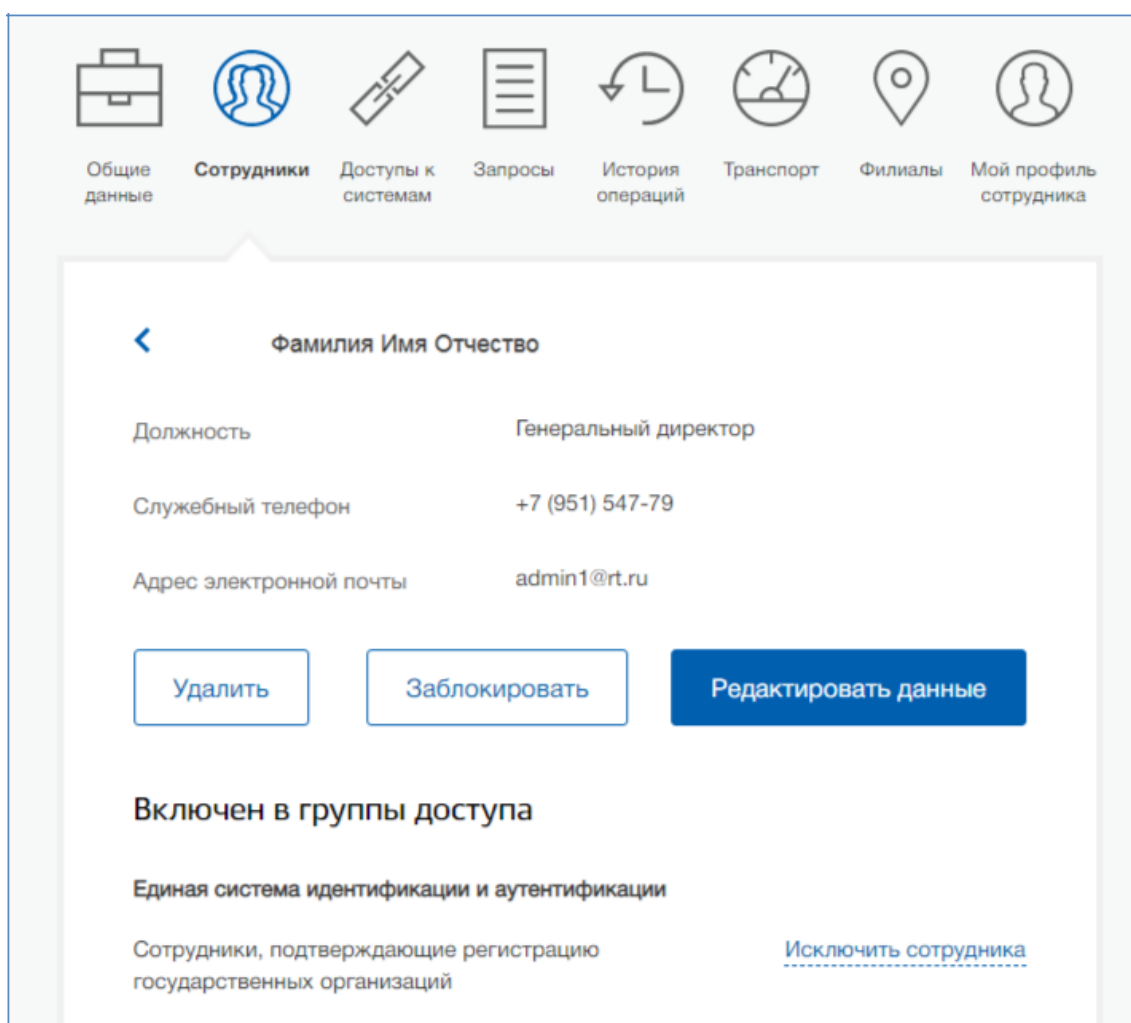 Общие данные
Сотрудники
Доступы к системам
Запросы
История операций
Транспорт
Филиалы
Мой профиль сотрудника
Фамилия Имя Отчество
Должность Генеральный директор
Служебный телефон +7 (951) 547-79
Адрес электронной почты admin1@rt.ru
Удалить Заблокировать Редактировать данные
Включен в группы доступа
Единая система идентификации и аутентификации
Сотрудники, подтверждающие регистрацию Исключить сотрудника
государственных организаций